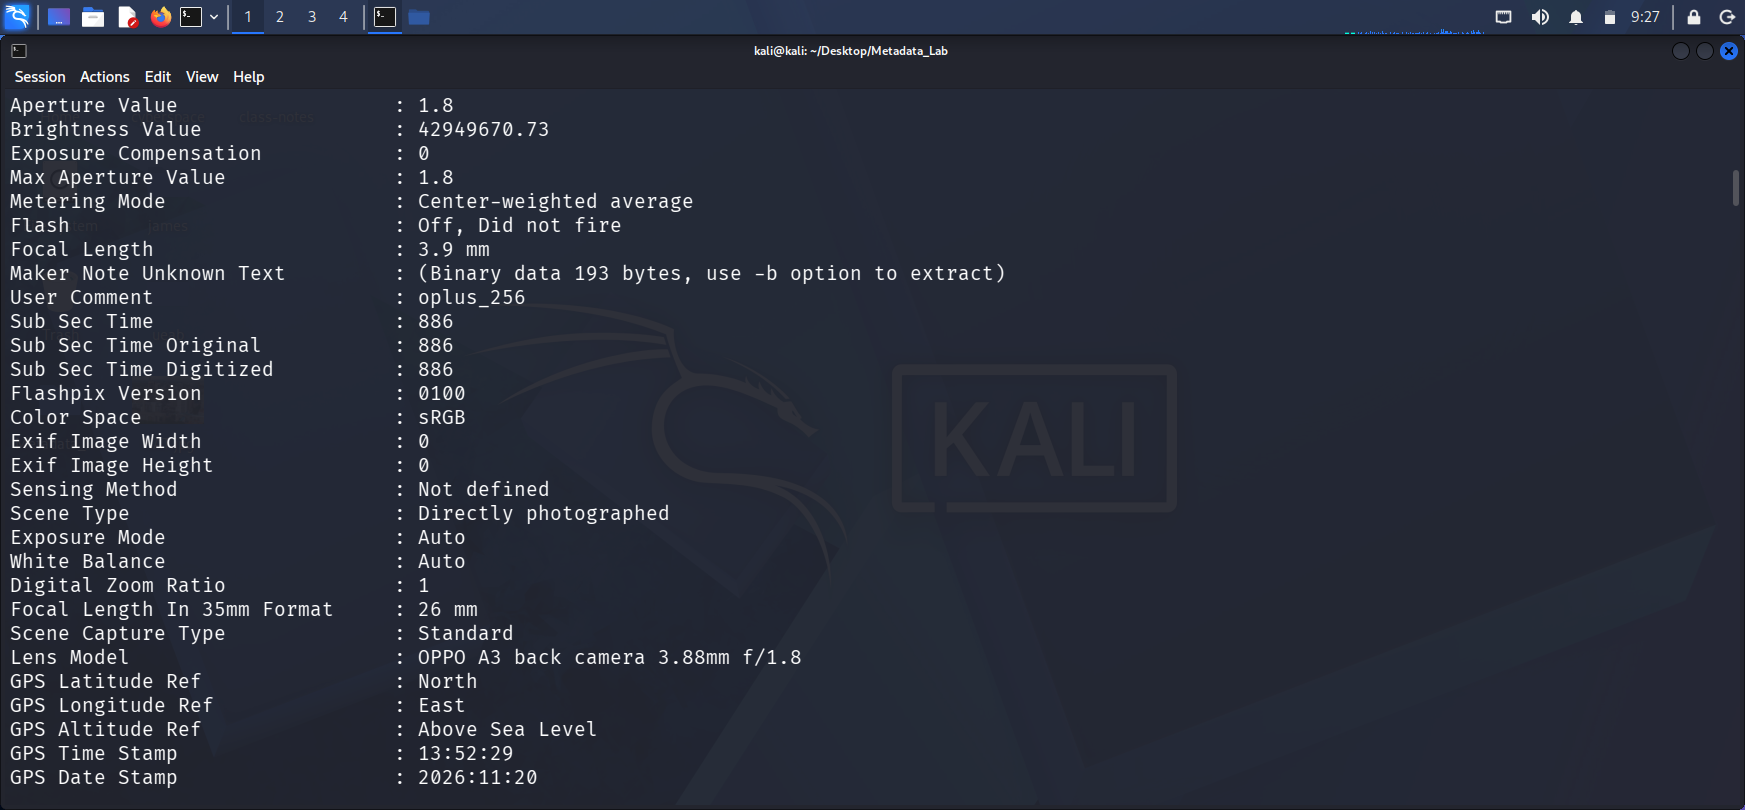 1 2 3 4 9:27
kali@kali: ~/Desktop/Metadata_Lab
Session Actions Edit View Help
Aperture Value : 1.8
Brightness Value : 42949670.73
Exposure Compensation : 0
Max Aperture Value : 1.8
Metering Mode : Center-weighted average
Flash : Off, Did not fire
Focal Length : 3.9 mm
Maker Note Unknown Text : (Binary data 193 bytes, use -b option to extract)
User Comment : oplus_256
Sub Sec Time : 886
Sub Sec Time Original : 886
Sub Sec Time Digitized : 886
Flashpix Version : 0100
Color Space : sRGB
Exif Image Width : 0
Exif Image Height : 0
Sensing Method : Not defined
Scene Type : Directly photographed
Exposure Mode : Auto
White Balance : Auto
Digital Zoom Ratio : 1
Focal Length In 35mm Format : 26 mm
Scene Capture Type : Standard
Lens Model : OPPO A3 back camera 3.88mm f/1.8
GPS Latitude Ref : North
GPS Longitude Ref : East
GPS Altitude Ref : Above Sea Level
GPS Time Stamp : 13:52:29
GPS Date Stamp : 2026:11:20
KALI